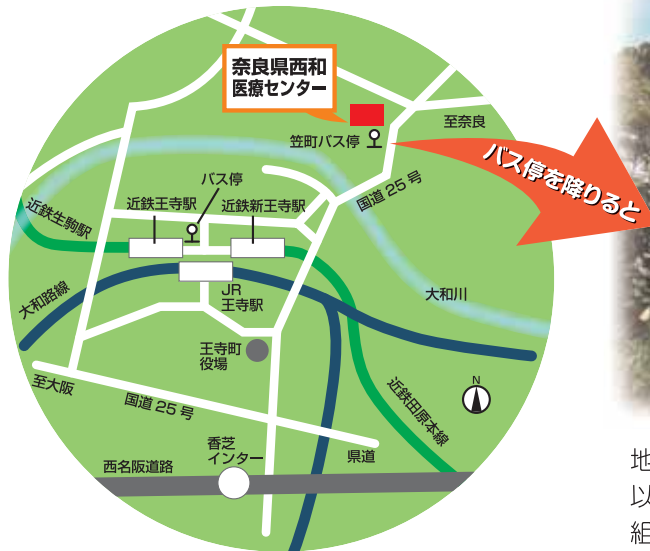 奈良県西和
医療センター
笠町バス停
至奈良
バス停を降りると
国道25号
バス停
近鉄王寺駅
近鉄新王寺駅
近鉄生駒駅
大和路線
JR
王寺駅
大和川
王寺町
役場
至大阪
国道25号
近鉄田原本線
N
香芝
インター
県道
西名阪道路
地
以
組